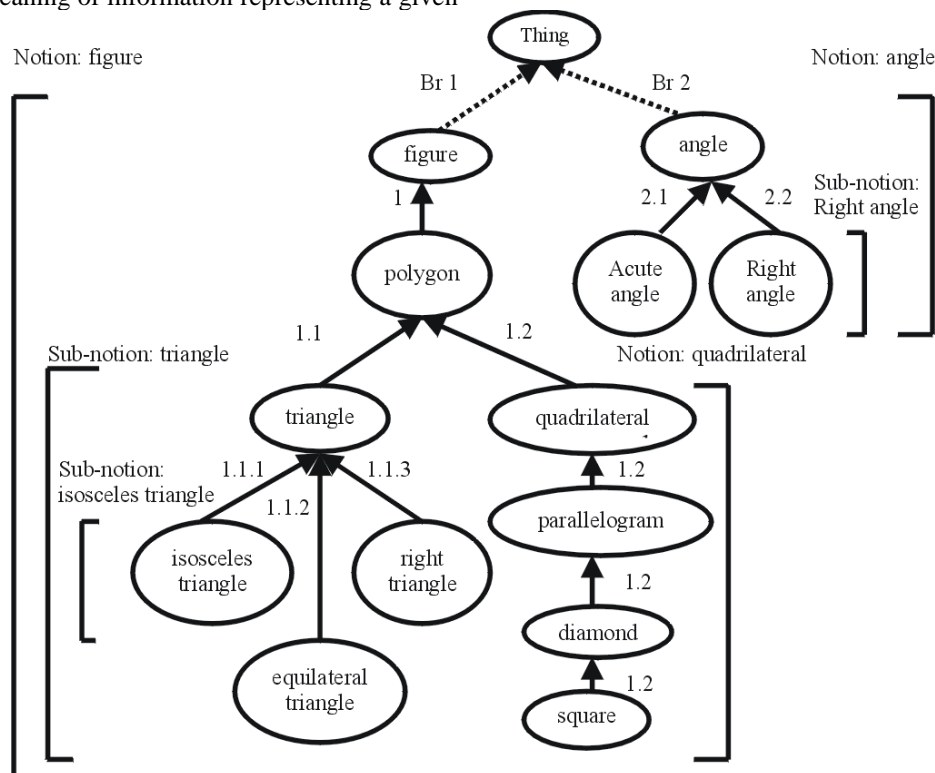 eaning of information representing a given
Thing
Notion: figure
Notion: angle
Br 1
Br 2
figure
angle
Sub-notion:
Right angle
1
2.1
2.2
polygon
Acute
angle
Right
angle
1.1
1.2
Sub-notion: triangle
Notion: quadrilateral
triangle
quadrilateral
Sub-notion:
isosceles triangle
1.1.1
1.1.3
1.2
1.1.2
parallelogram
isosceles
triangle
right
triangle
1.2
diamond
equilateral
triangle
1.2
square